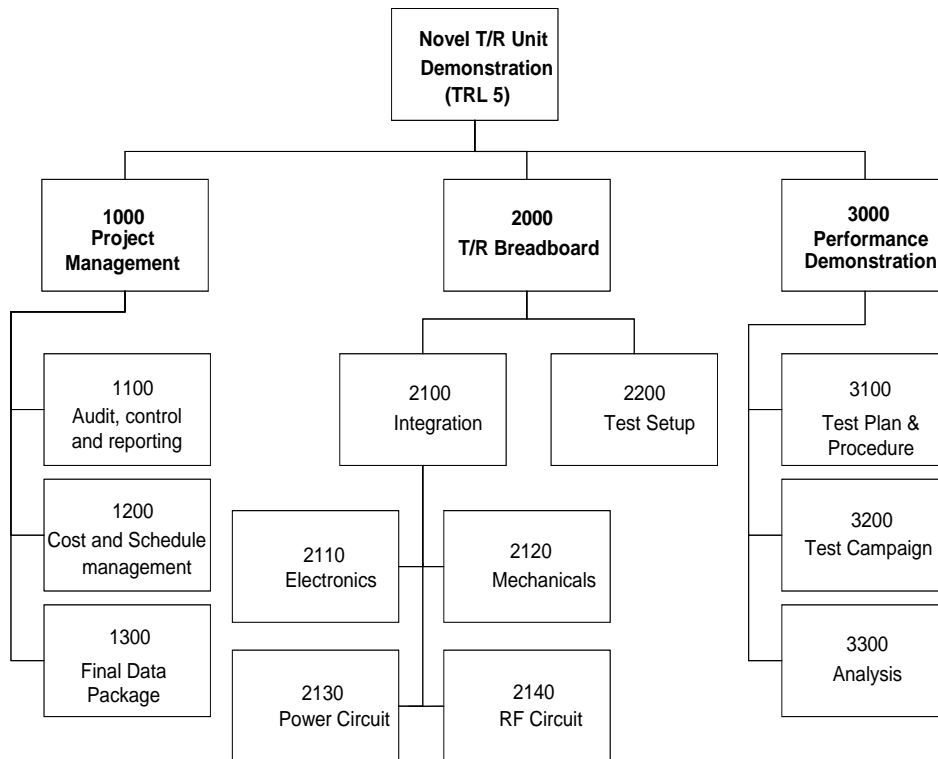 Novel T/R Unit
Demonstration
(TRL 5)
1000
Project
Management
2000
T/R Breadboard
3000
Performance
Demonstration
1100
Audit, control
and reporting
1200
Cost and Schedule
management
1300
Final Data
Package
2100
Integration
2200
Test Setup
2110
Electronics
2120
Mechanicals
2130
Power Circuit
2140
RF Circuit
3100
Test Plan &
Procedure
3200
Test Campaign
3300
Analysis